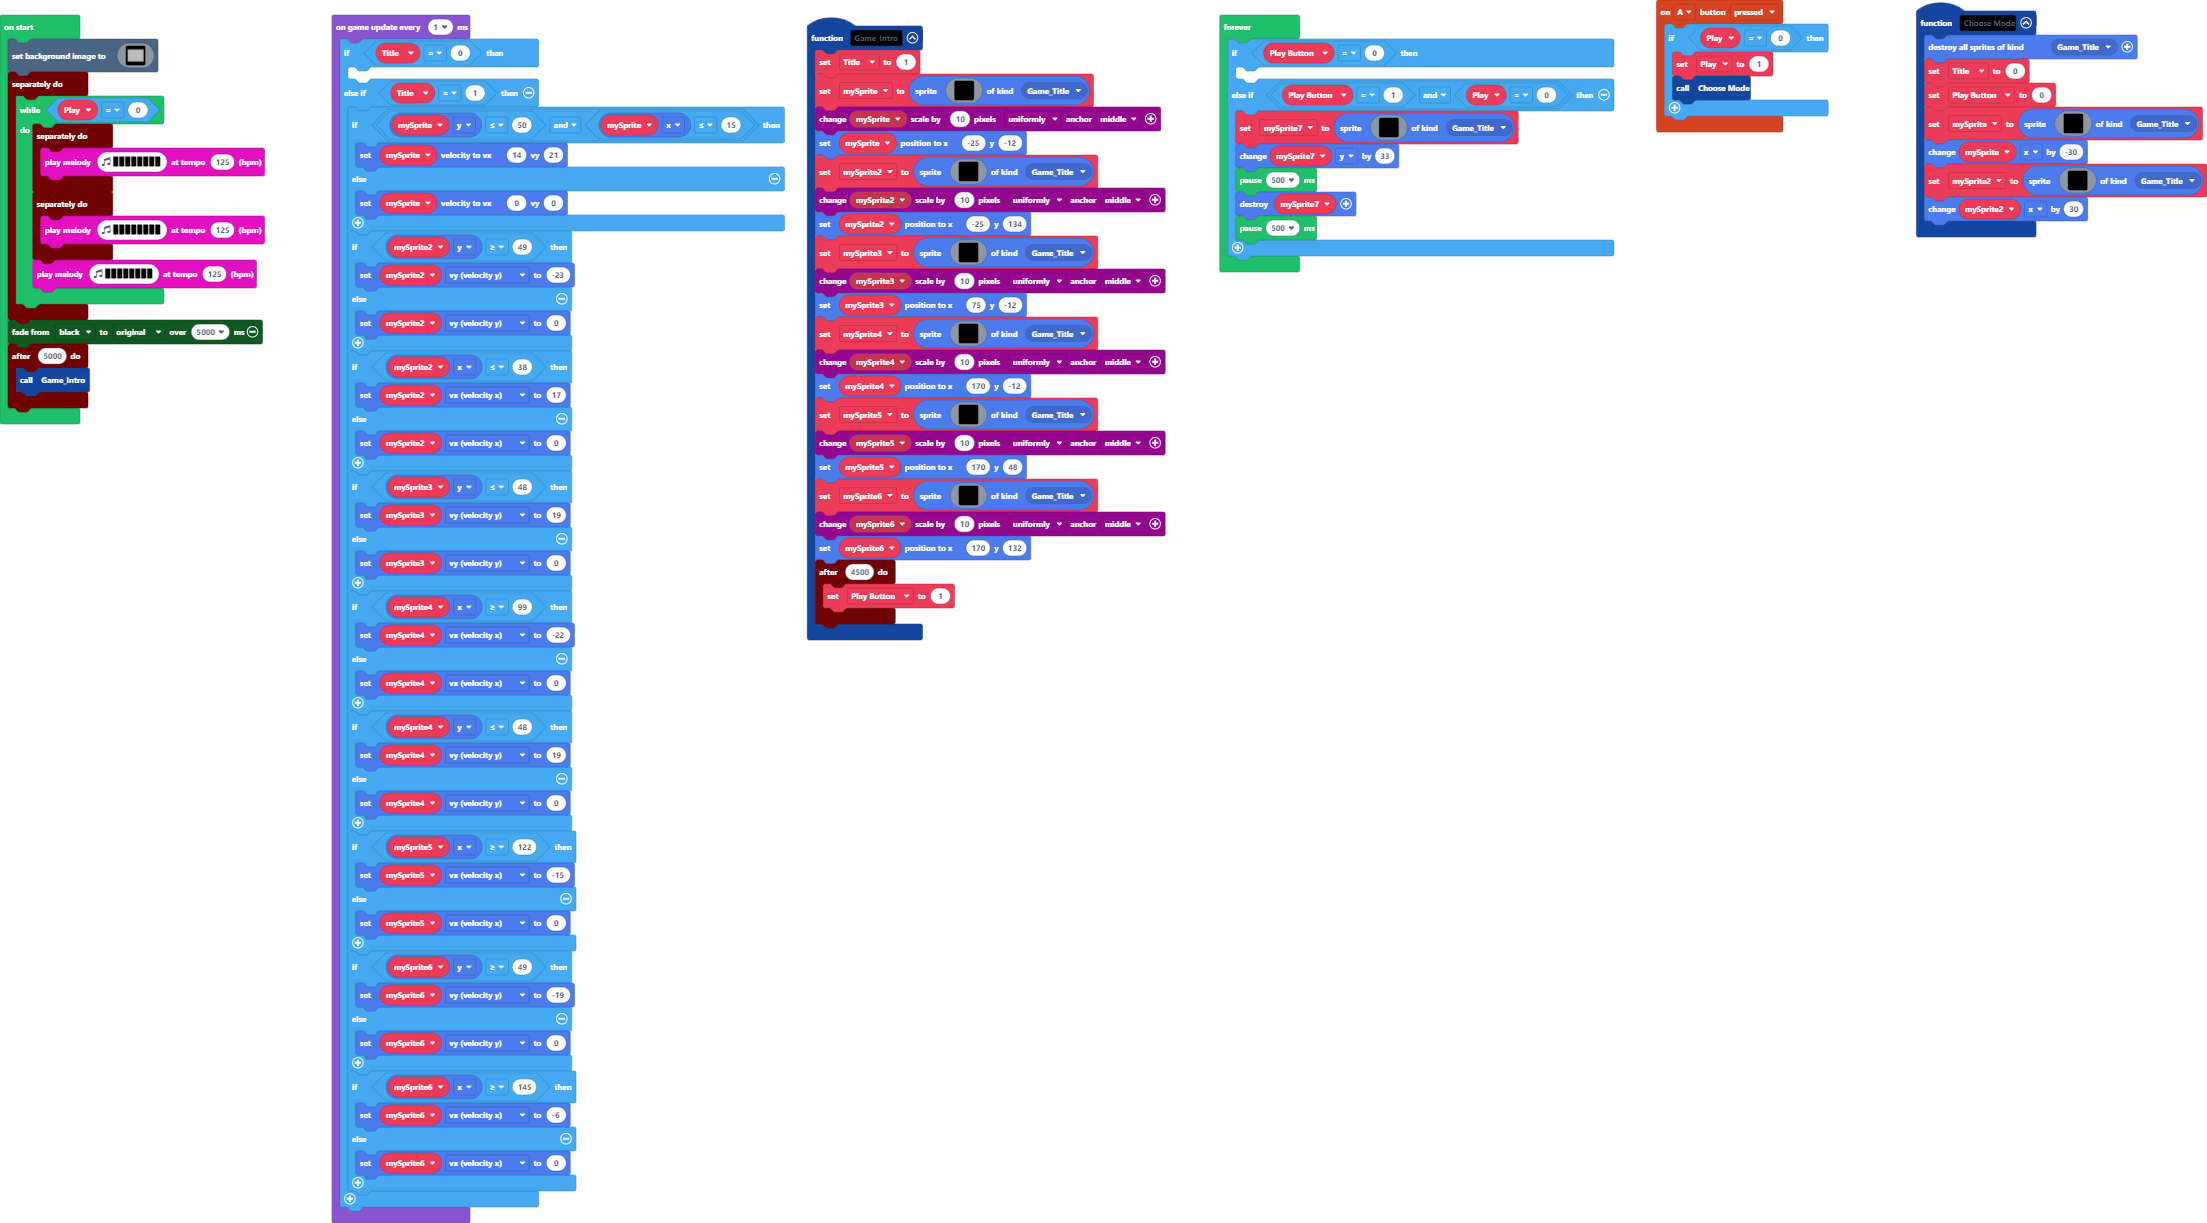 on start
set background image to
separately do
while Play = 0
do
separately do
play melody at tempo 125 (bpm)
separately do
play melody at tempo 125 (bpm)
play melody at tempo 125 (bpm)
fade from black to original over 5000 ms
after 5000 do
call Game_Intro
on game update every 1 ms
if Title = 0 then
else if Title = 1 then
if mySprite y ≤ 50 and mySprite x ≤ 15 then
set mySprite velocity to vx 14 vy 21
else
set mySprite velocity to vx 0 vy 0
if mySprite2 y ≥ 49 then
set mySprite2 vy (velocity y) to -23
else
set mySprite2 vy (velocity y) to 0
if mySprite2 x ≤ 38 then
set mySprite2 vx (velocity x) to 17
else
set mySprite2 vx (velocity x) to 0
if mySprite3 y ≤ 48 then
set mySprite3 vy (velocity y) to 19
else
set mySprite3 vy (velocity y) to 0
if mySprite4 x ≥ 99 then
set mySprite4 vx (velocity x) to -22
else
set mySprite4 vx (velocity x) to 0
if mySprite4 y ≤ 48 then
set mySprite4 vy (velocity y) to 19
else
set mySprite4 vy (velocity y) to 0
if mySprite5 x ≥ 122 then
set mySprite5 vx (velocity x) to -15
else
set mySprite5 vx (velocity x) to 0
if mySprite6 y ≥ 49 then
set mySprite6 vy (velocity y) to -19
else
set mySprite6 vy (velocity y) to 0
if mySprite6 x ≥ 145 then
set mySprite6 vx (velocity x) to -6
else
set mySprite6 vx (velocity x) to 0
function Game_Intro
set Title to 1
set mySprite to sprite of kind Game_Title
change mySprite scale by 10 pixels uniformly anchor middle
set mySprite position to x -25 y -12
set mySprite2 to sprite of kind Game_Title
change mySprite2 scale by 10 pixels uniformly anchor middle
set mySprite2 position to x -25 y 134
set mySprite3 to sprite of kind Game_Title
change mySprite3 scale by 10 pixels uniformly anchor middle
set mySprite3 position to x 75 y -12
set mySprite4 to sprite of kind Game_Title
change mySprite4 scale by 10 pixels uniformly anchor middle
set mySprite4 position to x 170 y -12
set mySprite5 to sprite of kind Game_Title
change mySprite5 scale by 10 pixels uniformly anchor middle
set mySprite5 position to x 170 y 48
set mySprite6 to sprite of kind Game_Title
change mySprite6 scale by 10 pixels uniformly anchor middle
set mySprite6 position to x 170 y 132
after 4500 do
set Play Button to 1
forever
if Play Button = 0 then
else if Play Button = 1 and Play = 0 then
set mySprite7 to sprite of kind Game_Title
change mySprite7 y by 33
pause 500 ms
destroy mySprite7
pause 500 ms
on A button pressed
if Play = 0 then
set Play to 1
call Choose Mode
function Choose Mode
destroy all sprites of kind Game_Title
set Title to 0
set Play Button to 0
set mySprite to sprite of kind Game_Title
change mySprite x by -30
set mySprite2 to sprite of kind Game_Title
change mySprite2 x by 30